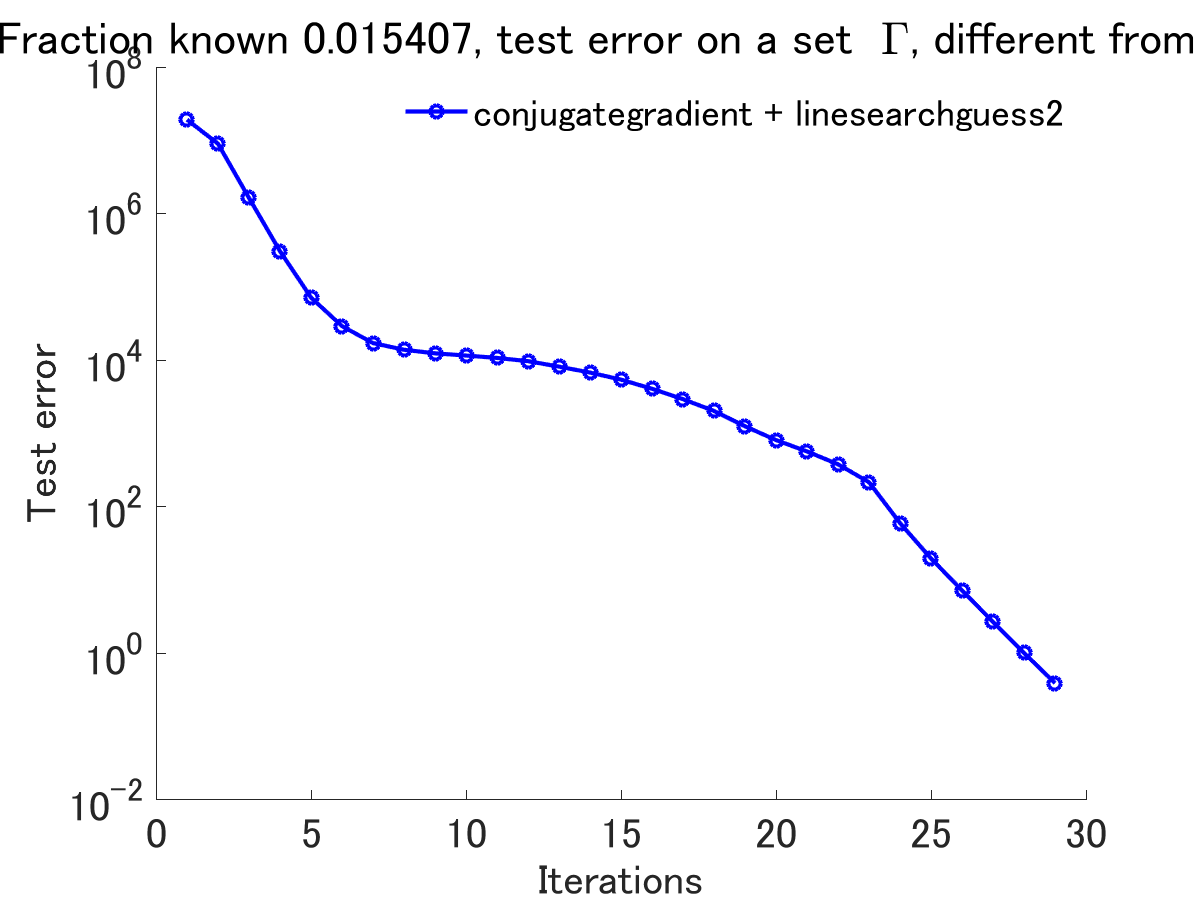 Fraction known 0.015407, test error on a set Γ, different from
10^8
conjugategradient + linesearchguess2
10^6
10^4
10^2
10^0
10^-2
Test error
0 5 10 15 20 25 30
Iterations